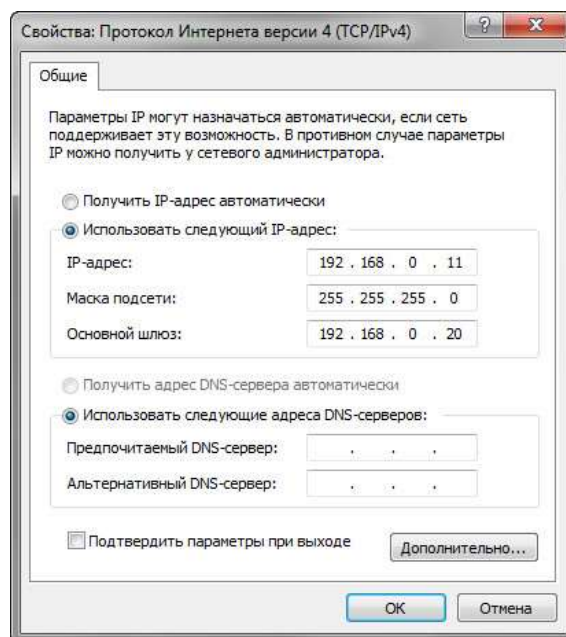 Свойства: Протокол Интернета версии 4 (TCP/IPv4)
Общие
Параметры IP могут назначаться автоматически, если сеть
поддерживает эту возможность. В противном случае параметры
IP можно получить у сетевого администратора.
Получить IP-адрес автоматически
Использовать следующий IP-адрес:
IP-адрес: 192 . 168 . 0 . 11
Маска подсети: 255 . 255 . 255 . 0
Основной шлюз: 192 . 168 . 0 . 20
Получить адрес DNS-сервера автоматически
Использовать следующие адреса DNS-серверов:
Предпочитаемый DNS-сервер: . . .
Альтернативный DNS-сервер: . . .
Подтвердить параметры при выходе
Дополнительно...
ОК
Отмена